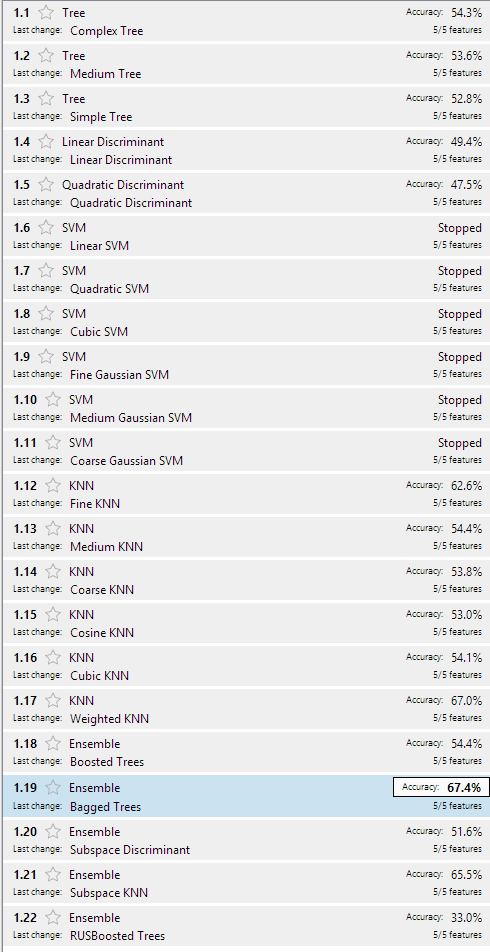 1.1 Tree Accuracy: 54.3%
Last change: Complex Tree 5/5 features
1.2 Tree Accuracy: 53.6%
Last change: Medium Tree 5/5 features
1.3 Tree Accuracy: 52.8%
Last change: Simple Tree 5/5 features
1.4 Linear Discriminant Accuracy: 49.4%
Last change: Linear Discriminant 5/5 features
1.5 Quadratic Discriminant Accuracy: 47.5%
Last change: Quadratic Discriminant 5/5 features
1.6 SVM Stopped
Last change: Linear SVM 5/5 features
1.7 SVM Stopped
Last change: Quadratic SVM 5/5 features
1.8 SVM Stopped
Last change: Cubic SVM 5/5 features
1.9 SVM Stopped
Last change: Fine Gaussian SVM 5/5 features
1.10 SVM Stopped
Last change: Medium Gaussian SVM 5/5 features
1.11 SVM Stopped
Last change: Coarse Gaussian SVM 5/5 features
1.12 KNN Accuracy: 62.6%
Last change: Fine KNN 5/5 features
1.13 KNN Accuracy: 54.4%
Last change: Medium KNN 5/5 features
1.14 KNN Accuracy: 53.8%
Last change: Coarse KNN 5/5 features
1.15 KNN Accuracy: 53.0%
Last change: Cosine KNN 5/5 features
1.16 KNN Accuracy: 54.1%
Last change: Cubic KNN 5/5 features
1.17 KNN Accuracy: 67.0%
Last change: Weighted KNN 5/5 features
1.18 Ensemble Accuracy: 54.4%
Last change: Boosted Trees 5/5 features
1.19 Ensemble Accuracy: 67.4%
Last change: Bagged Trees 5/5 features
1.20 Ensemble Accuracy: 51.6%
Last change: Subspace Discriminant 5/5 features
1.21 Ensemble Accuracy: 65.5%
Last change: Subspace KNN 5/5 features
1.22 Ensemble Accuracy: 33.0%
Last change: RUSBoosted Trees 5/5 features